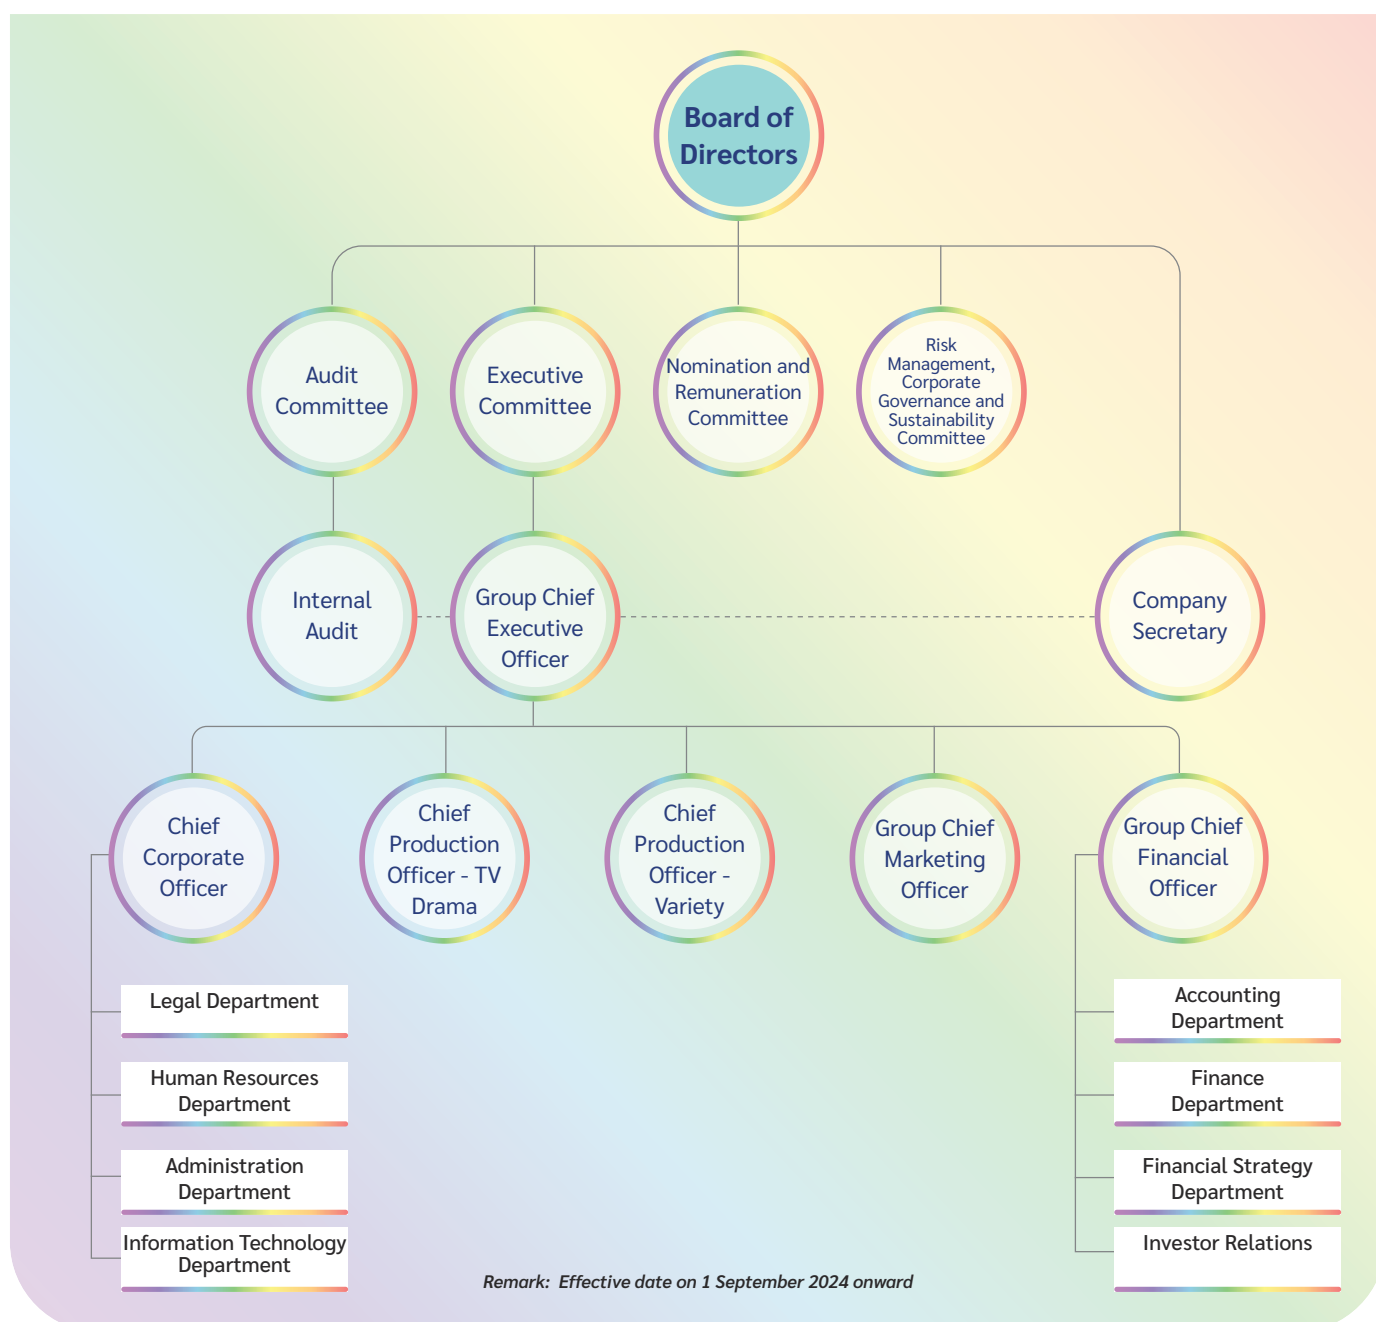 Board of
Directors
Audit
Committee
Executive
Committee
Nomination and
Remuneration
Committee
Risk
Management,
Corporate
Governance and
Sustainability
Committee
Internal
Audit
Group Chief
Executive
Officer
Company
Secretary
Chief
Corporate
Officer
Chief
Production
Officer - TV
Drama
Chief
Production
Officer -
Variety
Group Chief
Marketing
Officer
Group Chief
Financial
Officer
Legal Department
Human Resources
Department
Administration
Department
Information Technology
Department
Accounting
Department
Finance
Department
Financial Strategy
Department
Investor Relations
Remark: Effective date on 1 September 2024 onward